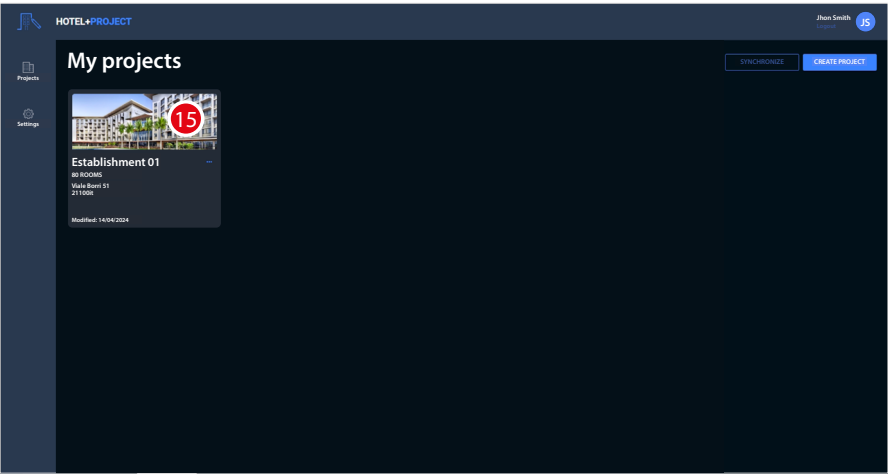 HOTEL+PROJECT
Jhon Smith
Logout
JS
My projects
SYNCHRONIZE
CREATE PROJECT
Projects
Settings
15
Establishment 01
...
80 ROOMS
Viale Borri 51
21100it
Modified: 14/04/2024